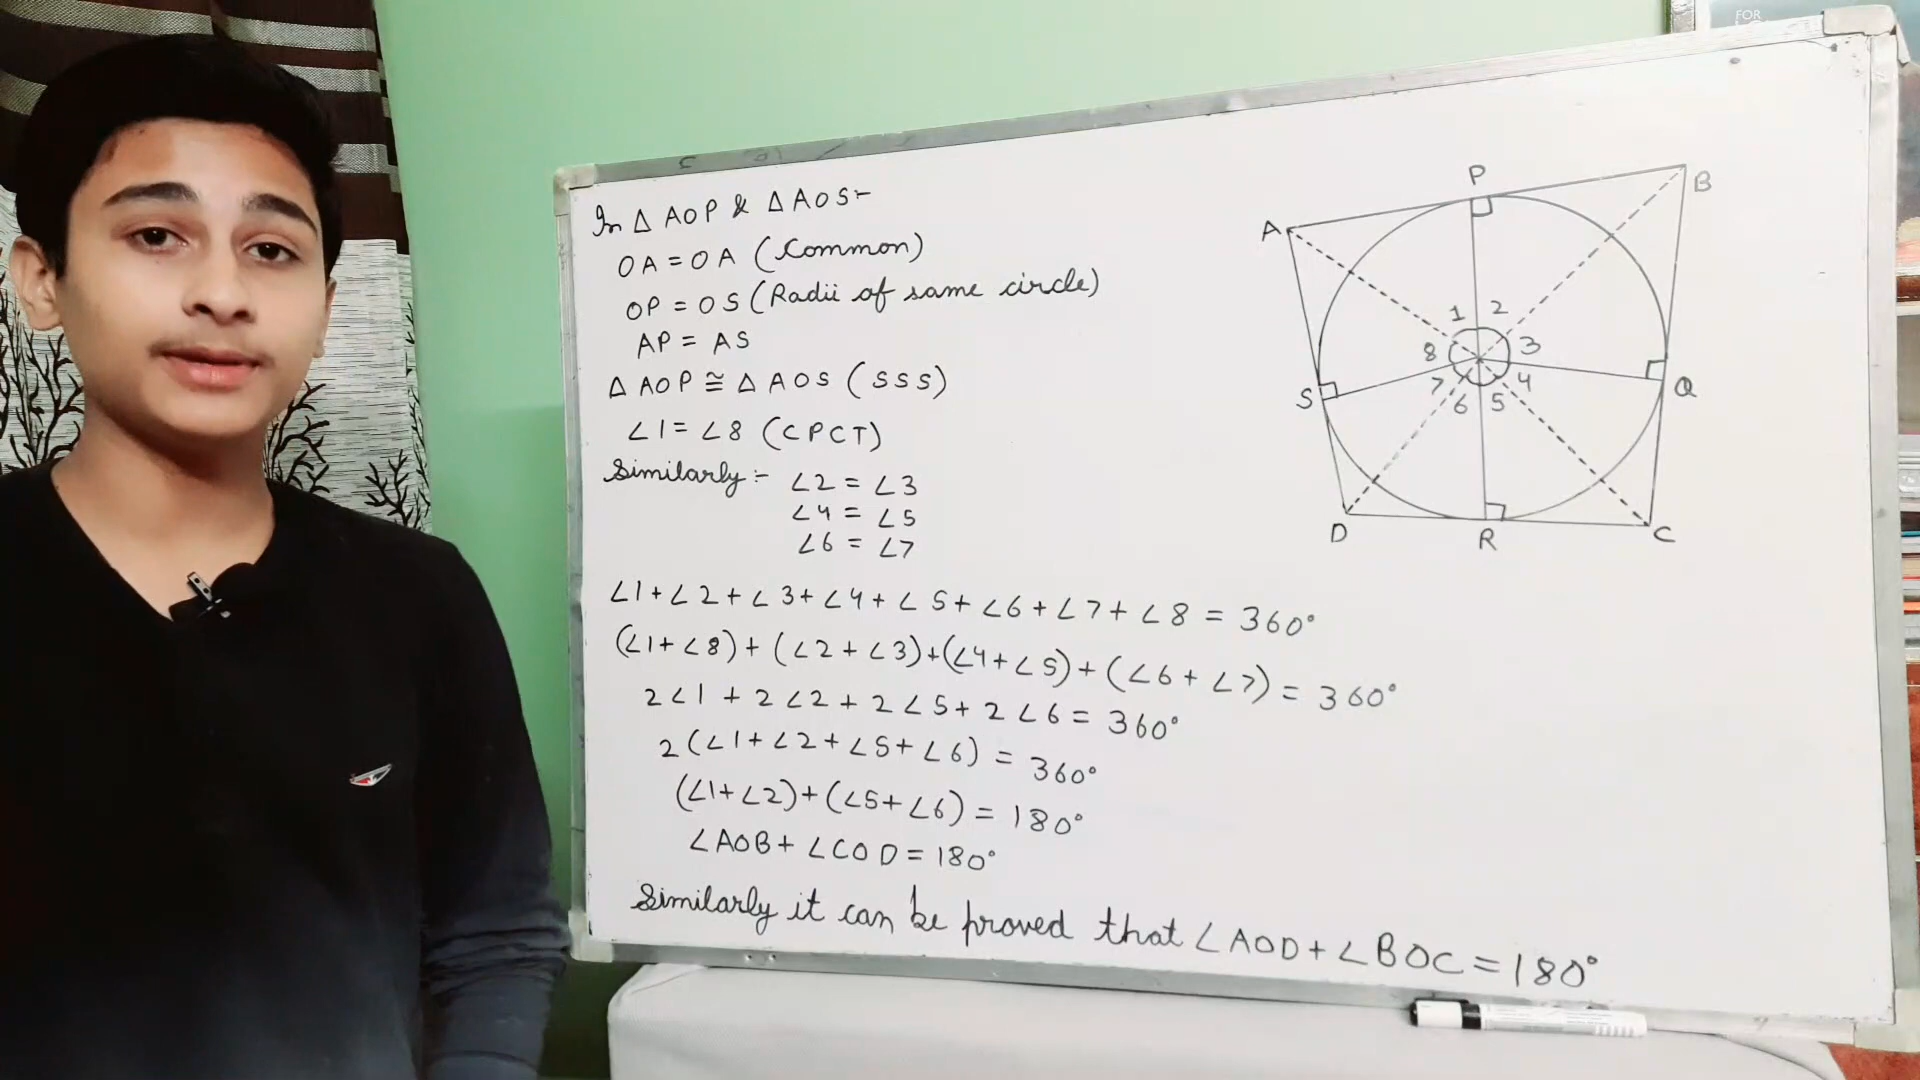 In △ AOP & △ AOS :-
OA = OA (Common)
OP = OS (Radii of same circle)
AP = AS
△ AOP ≅ △ AOS (SSS)
∠1 = ∠8 (CPCT)
Similarly :- ∠2 = ∠3
∠4 = ∠5
∠6 = ∠7
∠1 + ∠2 + ∠3 + ∠4 + ∠5 + ∠6 + ∠7 + ∠8 = 360°
(∠1 + ∠8) + (∠2 + ∠3) + (∠4 + ∠5) + (∠6 + ∠7) = 360°
2∠1 + 2∠2 + 2∠5 + 2∠6 = 360°
2(∠1 + ∠2 + ∠5 + ∠6) = 360°
(∠1 + ∠2) + (∠5 + ∠6) = 180°
∠AOB + ∠COD = 180°
Similarly it can be proved that ∠AOD + ∠BOC = 180°
P
B
A
1 2
8 3
7 4
6 5
S
Q
D R C
FOR